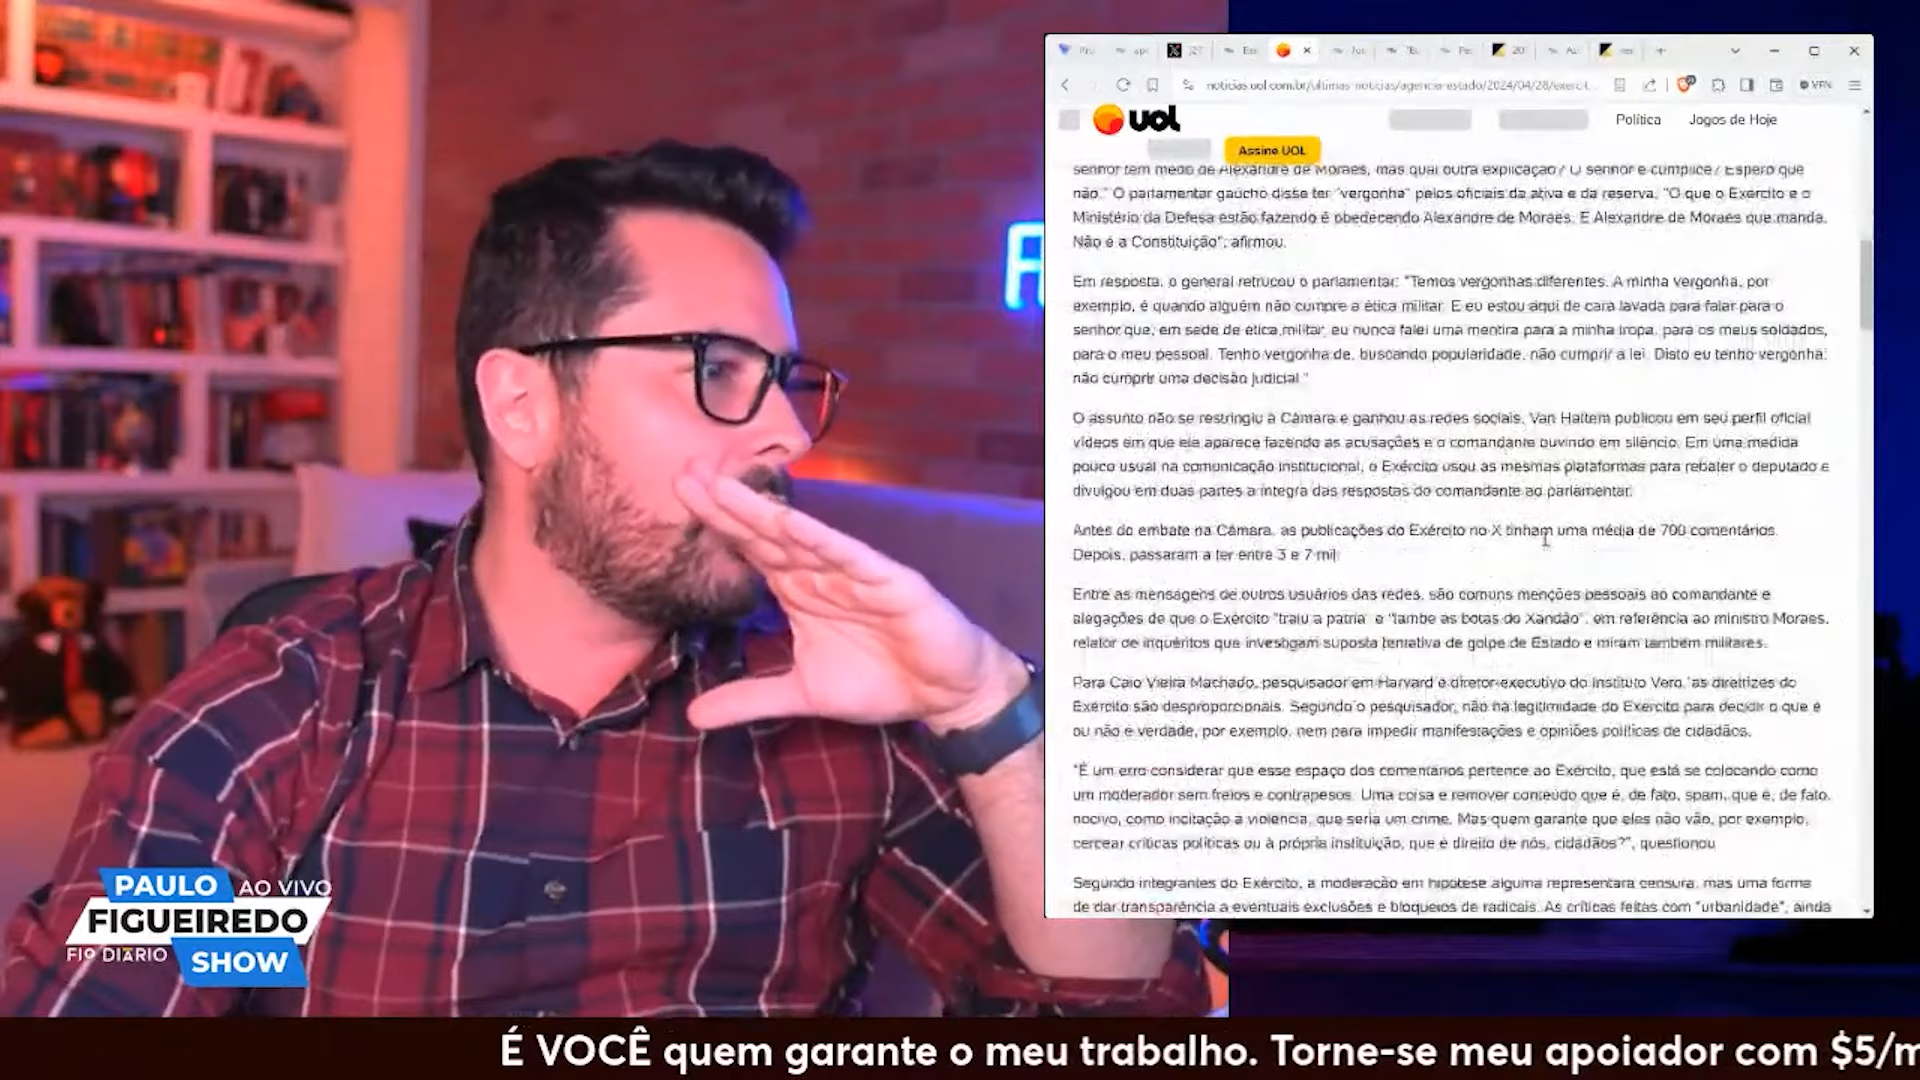 uol
Política
Jogos de Hoje
Assine UOL
noticias.uol.com.br/ultimas-noticias/agencia-estado/2024/04/28/exercit...
VPN
senhor tem medo de Alexandre de Moraes, mas qual outra explicação? O senhor é cúmplice? Espero que
não." O parlamentar gaúcho disse ter "vergonha" pelos oficiais da ativa e da reserva. "O que o Exército e o
Ministério da Defesa estão fazendo é obedecendo Alexandre de Moraes. E Alexandre de Moraes que manda.
Não é a Constituição", afirmou.
Em resposta, o general retrucou o parlamentar: "Temos vergonhas diferentes. A minha vergonha, por
exemplo, é quando alguém não cumpre a ética militar. E eu estou aqui de cara lavada para falar para o
senhor que, em sede de ética militar, eu nunca falei uma mentira para a minha tropa, para os meus soldados,
para o meu pessoal. Tenho vergonha de, buscando popularidade, não cumprir a lei. Disto eu tenho vergonha:
não cumprir uma decisão judicial."
O assunto não se restringiu à Câmara e ganhou as redes sociais. Van Hattem publicou em seu perfil oficial
vídeos em que ele aparece fazendo as acusações e o comandante ouvindo em silêncio. Em uma medida
pouco usual na comunicação institucional, o Exército usou as mesmas plataformas para rebater o deputado e
divulgou em duas partes a íntegra das respostas do comandante ao parlamentar.
Antes do embate na Câmara, as publicações do Exército no X tinham uma média de 700 comentários.
Depois, passaram a ter entre 3 e 7 mil.
Entre as mensagens de outros usuários das redes, são comuns menções pessoais ao comandante e
alegações de que o Exército "traiu a pátria" e "lambe as botas do Xandão", em referência ao ministro Moraes,
relator de inquéritos que investigam suposta tentativa de golpe de Estado e miram também militares.
Para Caio Vieira Machado, pesquisador em Harvard e diretor-executivo do Instituto Vero, as diretrizes do
Exército são desproporcionais. Segundo o pesquisador, não há legitimidade do Exército para decidir o que é
ou não é verdade, por exemplo, nem para impedir manifestações e opiniões políticas de cidadãos.
"É um erro considerar que esse espaço dos comentários pertence ao Exército, que está se colocando como
um moderador sem freios e contrapesos. Uma coisa é remover conteúdo que é, de fato, spam, que é, de fato,
nocivo, como incitação à violência, que seria um crime. Mas quem garante que eles não vão, por exemplo,
cercear críticas políticas ou à própria instituição, que é direito de nós, cidadãos?", questionou
Segundo integrantes do Exército, a moderação em hipótese alguma representará censura, mas uma forma
de dar transparência a eventuais exclusões e bloqueios de radicais. As críticas feitas com "urbanidade", ainda
PAULO AO VIVO
FIGUEIREDO
FIO DIÁRIO SHOW
É VOCÊ quem garante o meu trabalho. Torne-se meu apoiador com $5/m